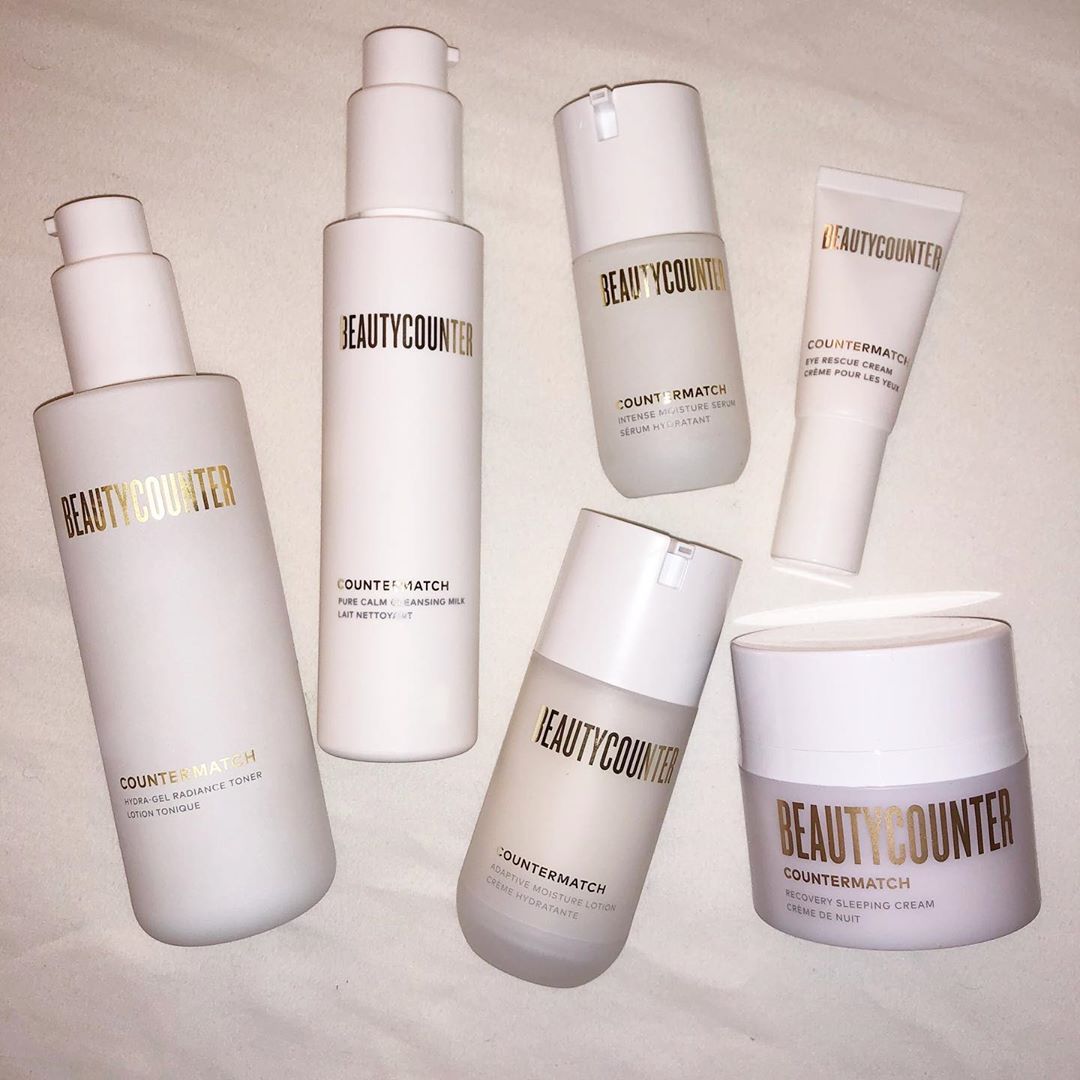 BEAUTYCOUNTER
COUNTERMATCH
HYDRA-GEL RADIANCE TONER
LOTION TONIQUE
BEAUTYCOUNTER
COUNTERMATCH
PURE CALM CLEANSING MILK
LAIT NETTOYANT
BEAUTYCOUNTER
COUNTERMATCH
INTENSE MOISTURE SERUM
SÉRUM HYDRATANT
BEAUTYCOUNTER
COUNTERMATCH
EYE RESCUE CREAM
CRÈME POUR LES YEUX
BEAUTYCOUNTER
COUNTERMATCH
ADAPTIVE MOISTURE LOTION
CRÈME HYDRATANTE
BEAUTYCOUNTER
COUNTERMATCH
RECOVERY SLEEPING CREAM
CRÈME DE NUIT